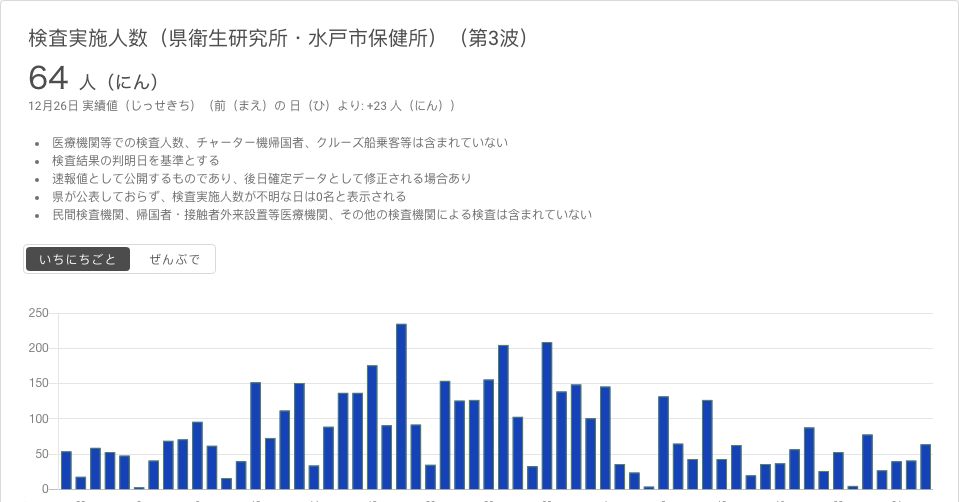 検査実施人数（県衛生研究所・水戸市保健所）（第3波）
64 人（にん）
12月26日 実績値（じっせきち）（前（まえ）の 日（ひ）より: +23 人（にん））
• 医療機関等での検査人数、チャーター機帰国者、クルーズ船乗客等は含まれていない
• 検査結果の判明日を基準とする
• 速報値として公開するものであり、後日確定データとして修正される場合あり
• 県が公表しておらず、検査実施人数が不明な日は0名と表示される
• 民間検査機関、帰国者・接触者外来設置等医療機関、その他の検査機関による検査は含まれていない
いちにちごと ぜんぶで
250
200
150
100
50
0